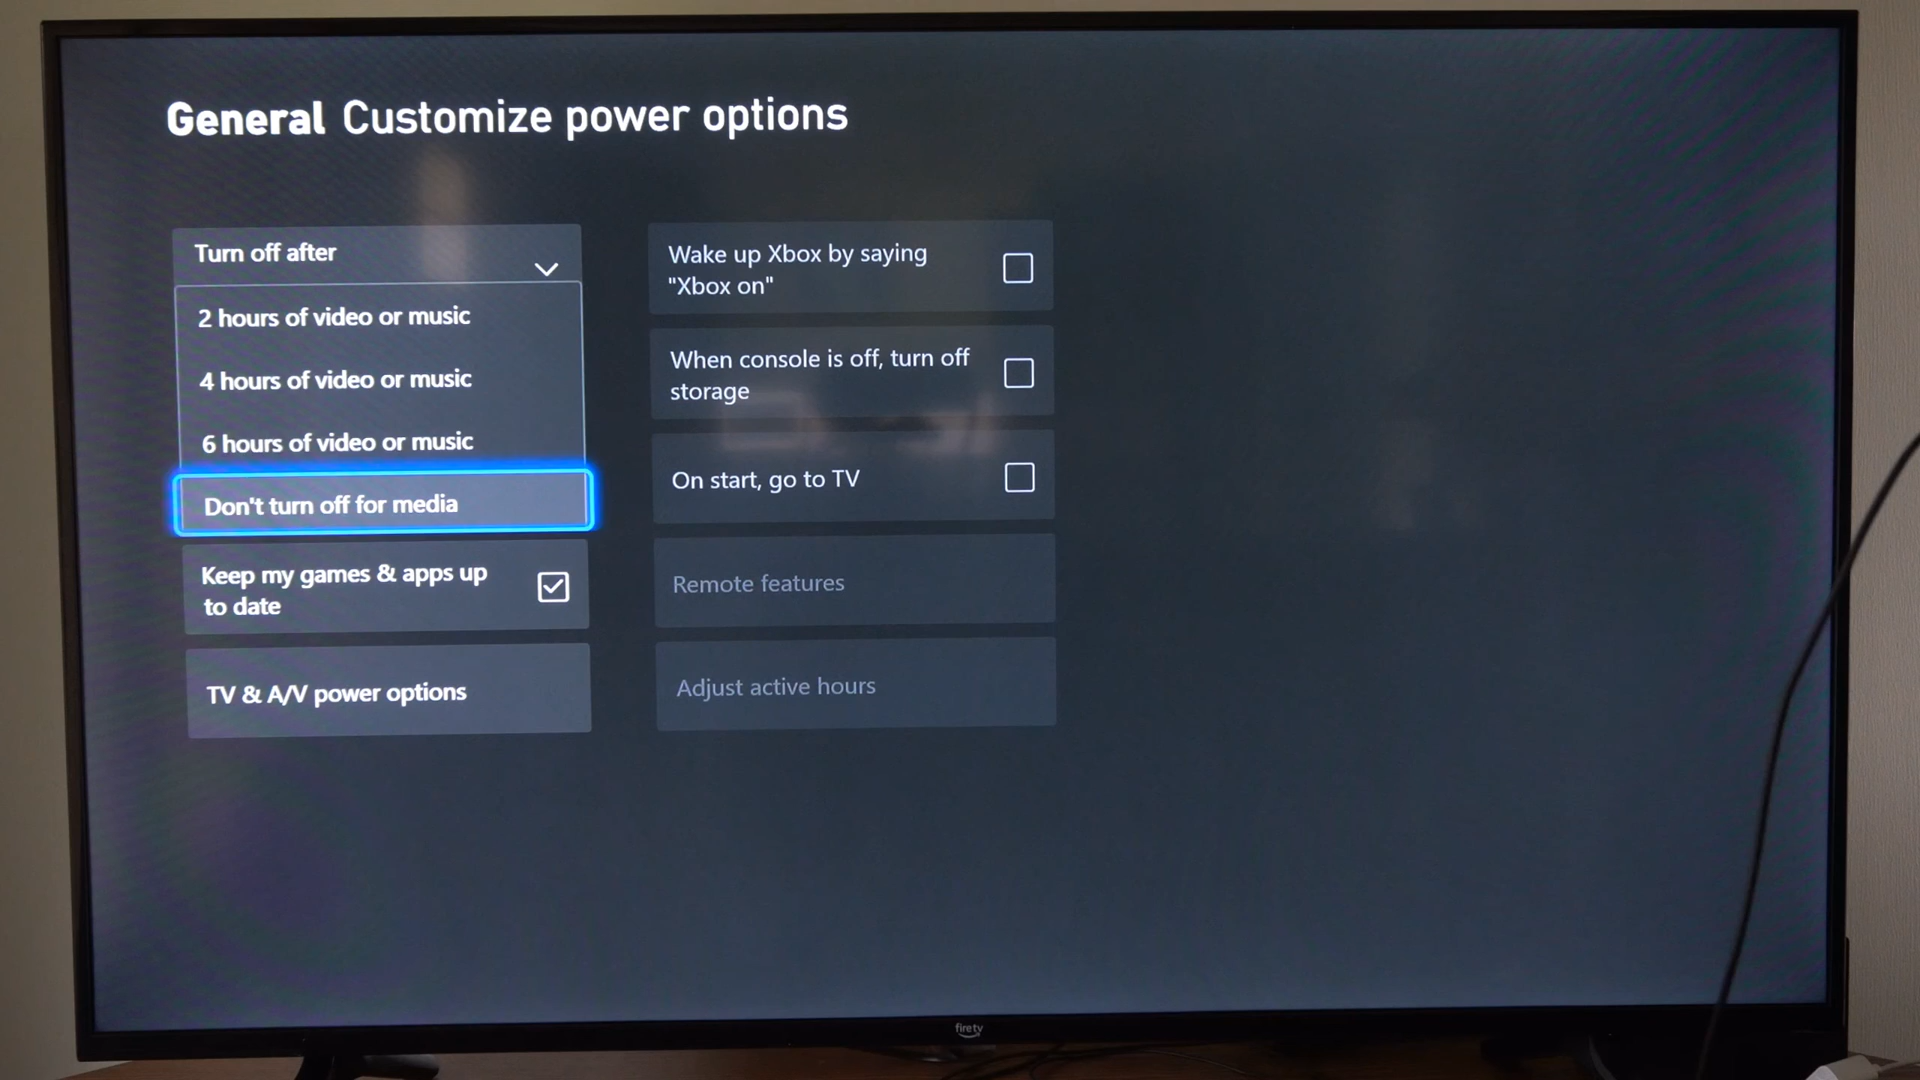 General Customize power options
Turn off after
2 hours of video or music
4 hours of video or music
6 hours of video or music
Don't turn off for media
Keep my games & apps up
to date
TV & A/V power options
Wake up Xbox by saying
"Xbox on"
When console is off, turn off
storage
On start, go to TV
Remote features
Adjust active hours
firetv